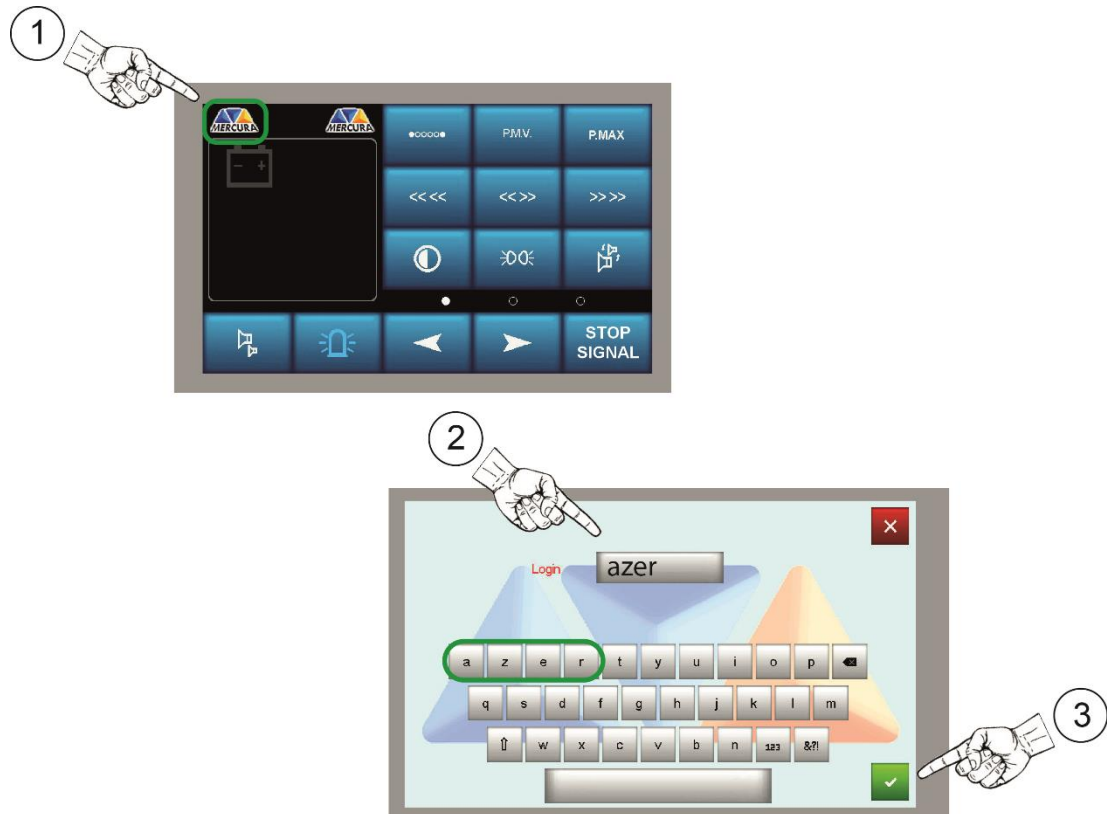 1
MERCURA MERCURA P.M.V. P.MAX
<< << << >> >> >>
STOP
SIGNAL
2
Login azer
a z e r t y u i o p
q s d f g h j k l m
3
w x c v b n 123 &?!